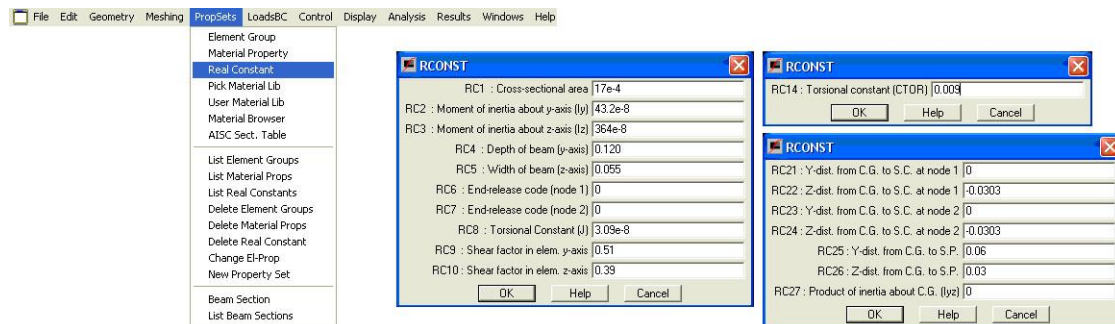 File Edit Geometry Meshing PropSets LoadsBC Control Display Analysis Results Windows Help
Element Group
Material Property
Real Constant
Pick Material Lib
User Material Lib
Material Browser
AISC Sect. Table
List Element Groups
List Material Props
List Real Constants
Delete Element Groups
Delete Material Props
Delete Real Constant
Change El-Prop
New Property Set
Beam Section
List Beam Sections
RCONST
RC1 : Cross-sectional area 17e-4
RC2 : Moment of inertia about y-axis (Iy) 43.2e-8
RC3 : Moment of inertia about z-axis (Iz) 364e-8
RC4 : Depth of beam (y-axis) 0.120
RC5 : Width of beam (z-axis) 0.055
RC6 : End-release code (node 1) 0
RC7 : End-release code (node 2) 0
RC8 : Torsional Constant (J) 3.09e-8
RC9 : Shear factor in elem. y-axis 0.51
RC10 : Shear factor in elem. z-axis 0.39
OK Help Cancel
RCONST
RC14 : Torsional constant (CTOR) 0.009
OK Help Cancel
RCONST
RC21 : Y-dist. from C.G. to S.C. at node 1 0
RC22 : Z-dist. from C.G. to S.C. at node 1 -0.0303
RC23 : Y-dist. from C.G. to S.C. at node 2 0
RC24 : Z-dist. from C.G. to S.C. at node 2 -0.0303
RC25 : Y-dist. from C.G. to S.P. 0.06
RC26 : Z-dist. from C.G. to S.P. 0.03
RC27 : Product of inertia about C.G. (Iyz) 0
OK Help Cancel